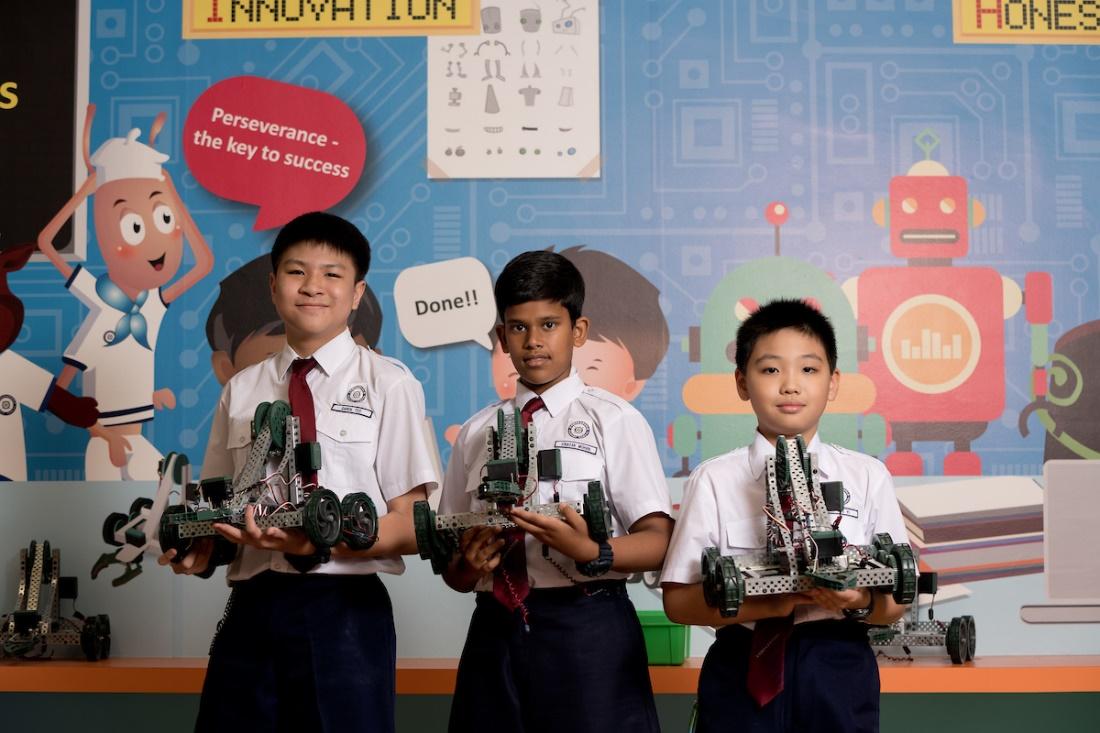 INNOVATION
HONES
s
Perseverance -
the key to success
Done!!